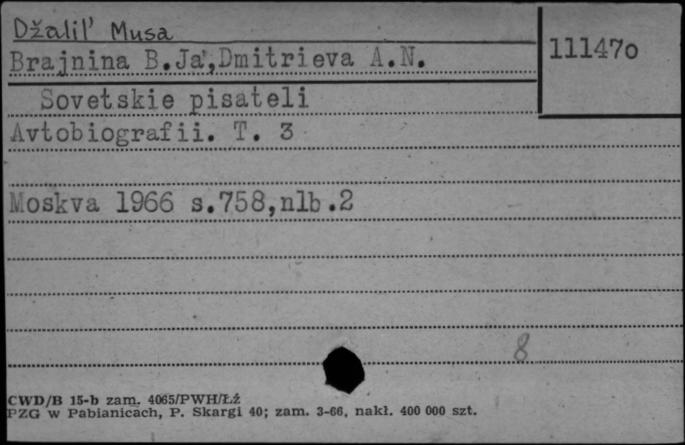 Džalil' Musa
Brajnina B.Ja', Dmitrieva A.N.
11147o
Sovetskie pisateli
Avtobiografii. T. 3
Moskva 1966 s.758,nlb.2
8
CWD/B 15-b zam. 4065/PWH/Łź
PZG w Pabianicach, P. Skargi 40; zam. 3-66, nakł. 400 000 szt.